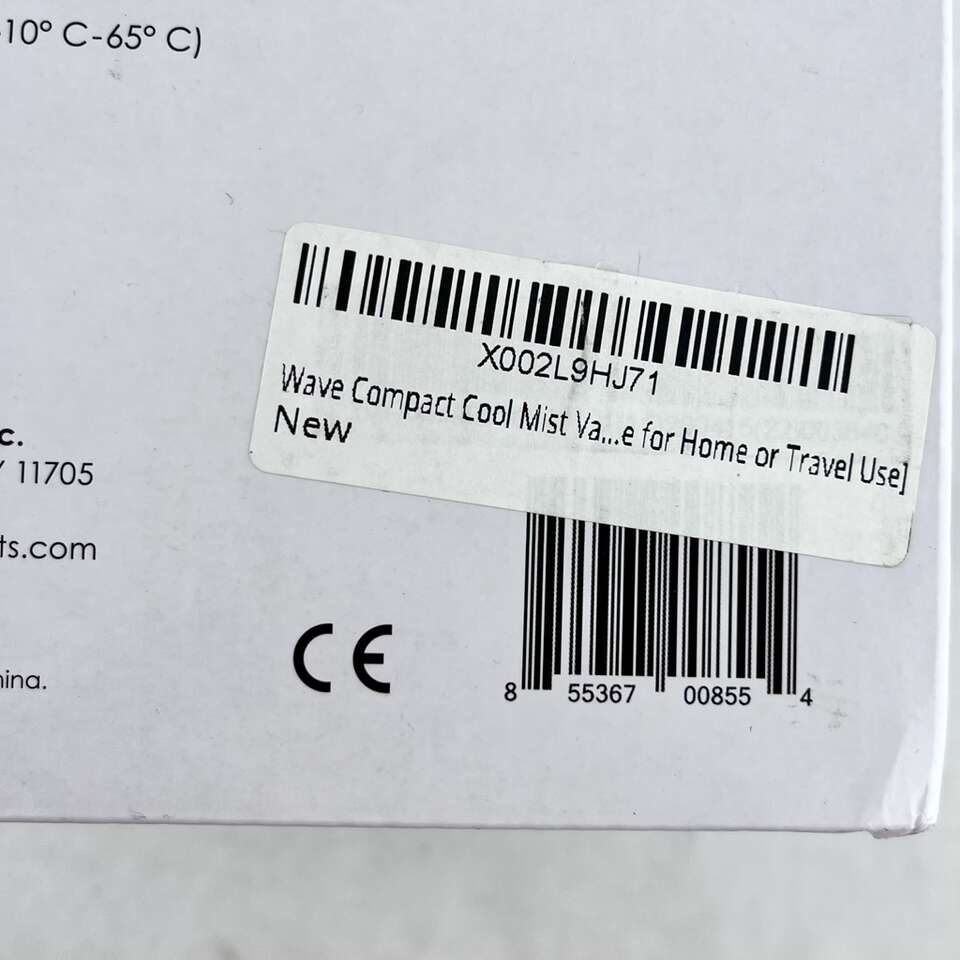 -10° C-65° C)
X002L9HJ71
Wave Compact Cool Mist Va...e for Home or Travel Use]
New
c.
11705
ts.com
CE
ina.
8 55367 00855 4